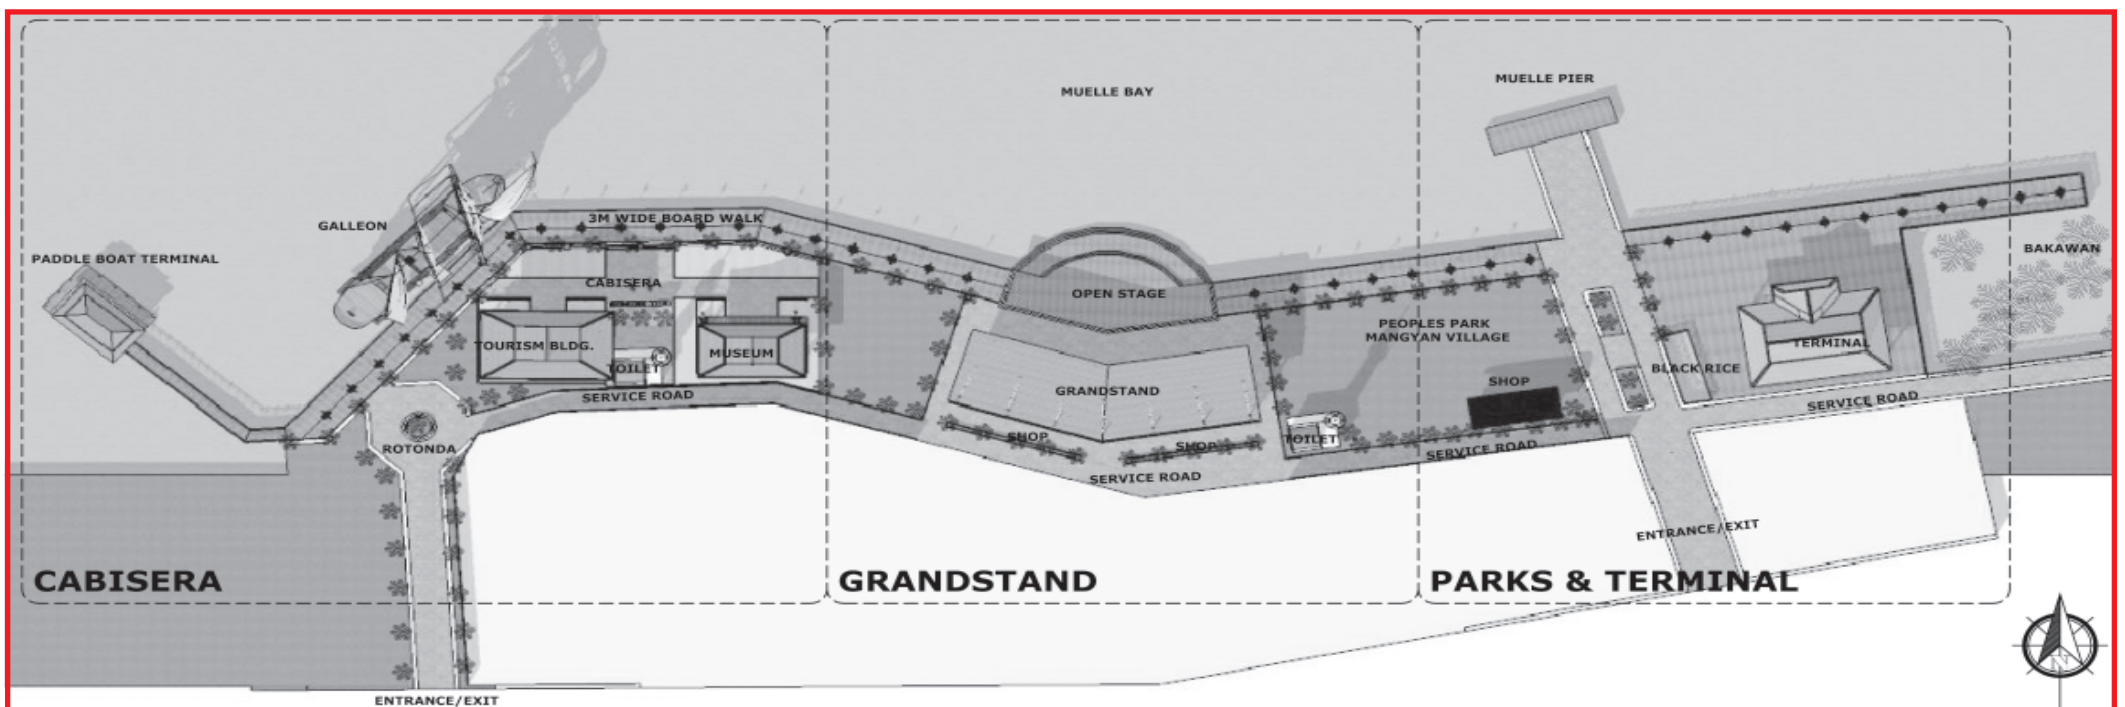 MUELLE PIER
MUELLE BAY
3M WIDE BOARD WALK
GALLEON
PADDLE BOAT TERMINAL
BAKAWAN
CABISERA
OPEN STAGE
PEOPLES PARK
MANGYAN VILLAGE
TOURISM BLDG.
MUSEUM
TERMINAL
TOILET
BLACK RICE
SHOP
GRANDSTAND
SERVICE ROAD
SERVICE ROAD
ROTONDA
SHOP
SHOP
TOILET
SERVICE ROAD
SERVICE ROAD
ENTRANCE/EXIT
CABISERA
GRANDSTAND
PARKS & TERMINAL
N
ENTRANCE/EXIT